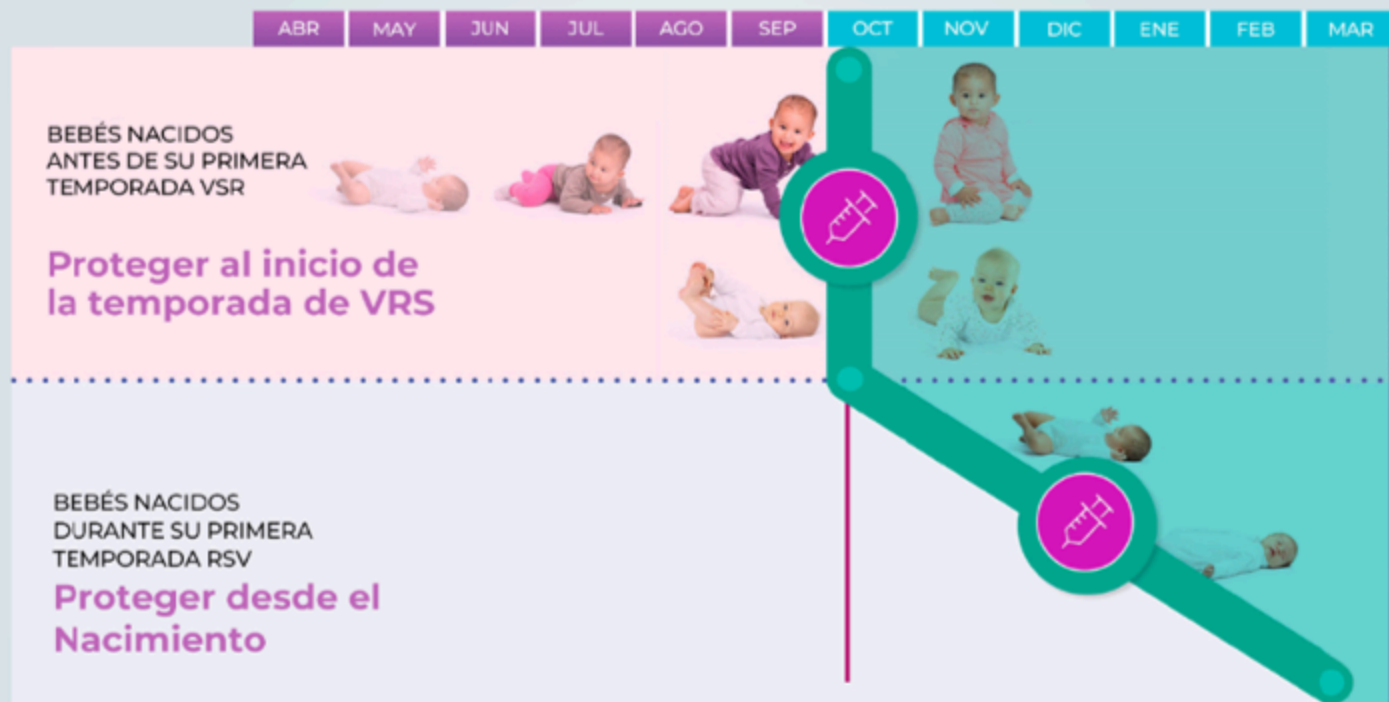 ABR MAY JUN JUL AGO SEP OCT NOV DIC ENE FEB MAR
BEBÉS NACIDOS
ANTES DE SU PRIMERA
TEMPORADA VSR
Proteger al inicio de
la temporada de VRS
BEBÉS NACIDOS
DURANTE SU PRIMERA
TEMPORADA RSV
Proteger desde el
Nacimiento